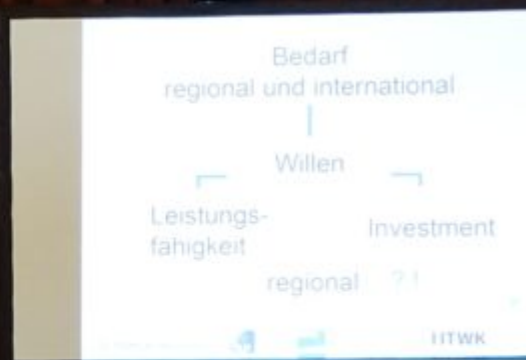 Bedarf
regional und international
Willen
Leistungs-
fähigkeit
Investment
regional ? !
HTWK